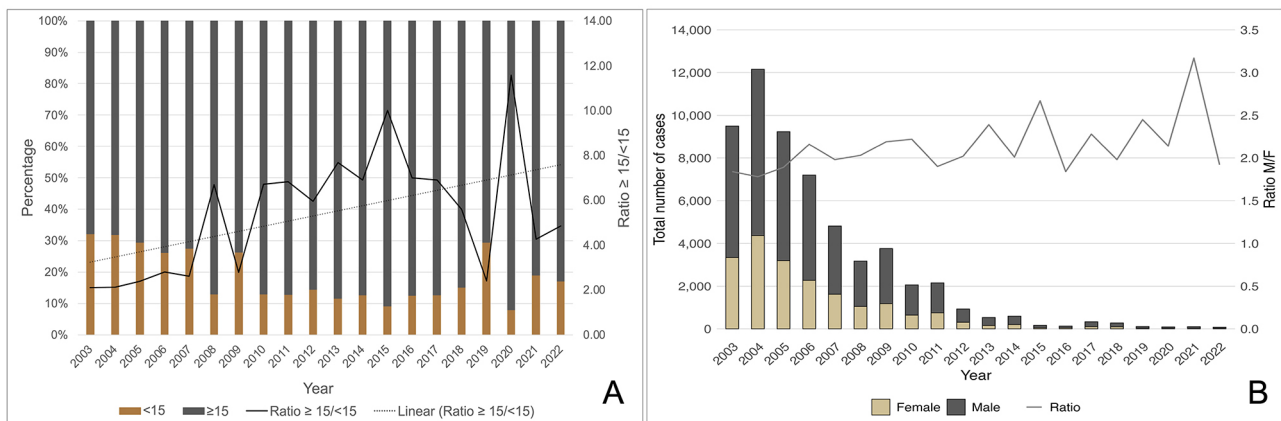 100%
90%
80%
70%
60%
50%
40%
30%
20%
10%
0%
Percentage
14.00
12.00
10.00
8.00
6.00
4.00
2.00
0.00
Ratio ≥ 15/<15
2003 2004 2005 2006 2007 2008 2009 2010 2011 2012 2013 2014 2015 2016 2017 2018 2019 2020 2021 2022
Year
<15 ≥15 Ratio ≥ 15/<15 Linear (Ratio ≥ 15/<15)
A
14,000
12,000
10,000
8,000
6,000
4,000
2,000
0
Total number of cases
3.5
3.0
2.5
2.0
1.5
1.0
0.5
0.0
Ratio M/F
2003 2004 2005 2006 2007 2008 2009 2010 2011 2012 2013 2014 2015 2016 2017 2018 2019 2020 2021 2022
Year
Female Male Ratio
B